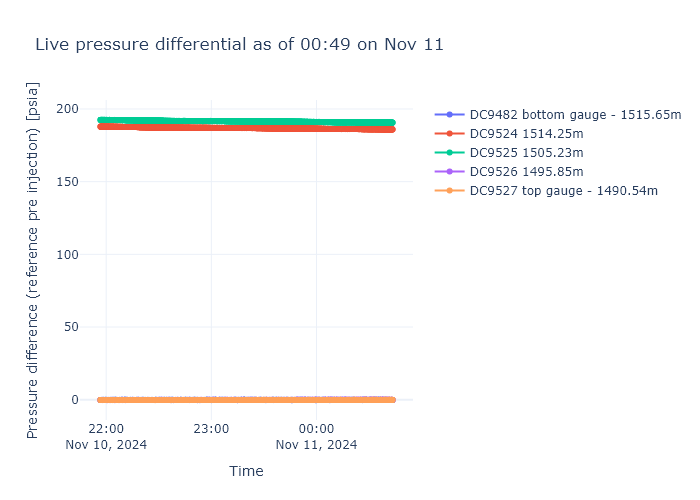 Live pressure differential as of 00:49 on Nov 11
Pressure difference (reference pre injection) [psia]
200
150
100
50
0
22:00
Nov 10, 2024
23:00
00:00
Nov 11, 2024
Time
DC9482 bottom gauge - 1515.65m
DC9524 1514.25m
DC9525 1505.23m
DC9526 1495.85m
DC9527 top gauge - 1490.54m